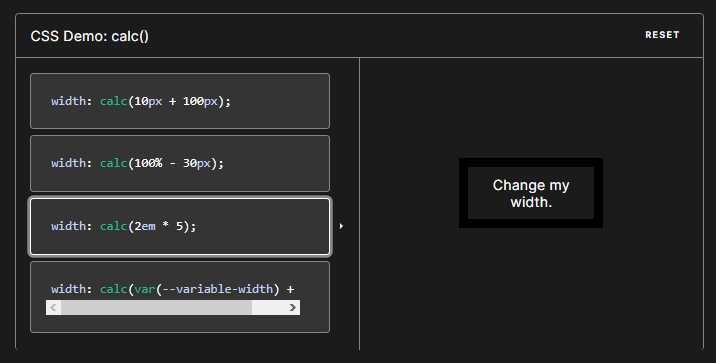 CSS Demo: calc()
RESET
width: calc(10px + 100px);
width: calc(100% - 30px);
width: calc(2em * 5);
width: calc(var(--variable-width) +
Change my
width.